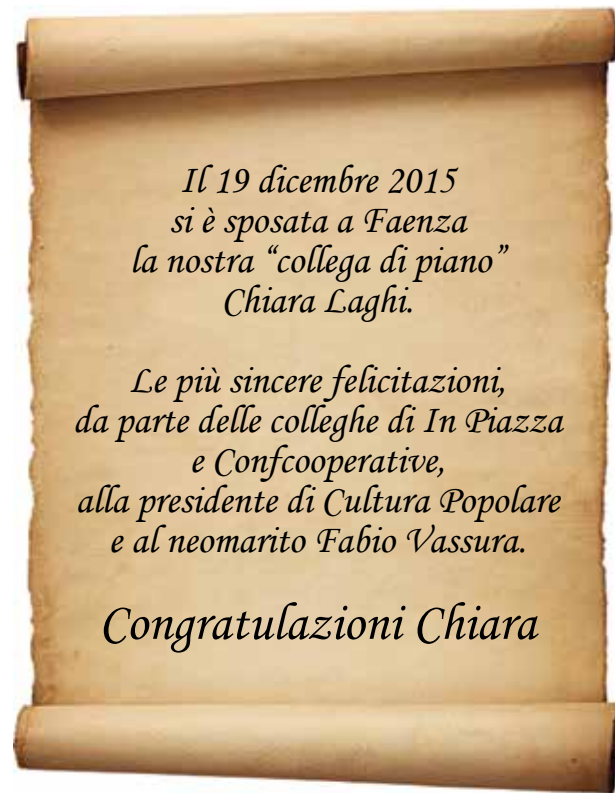 Il 19 dicembre 2015
si è sposata a Faenza
la nostra “collega di piano”
Chiara Laghi.
Le più sincere felicitazioni,
da parte delle colleghe di In Piazza
e Confcooperative,
alla presidente di Cultura Popolare
e al neomarito Fabio Vassura.
Congratulazioni Chiara